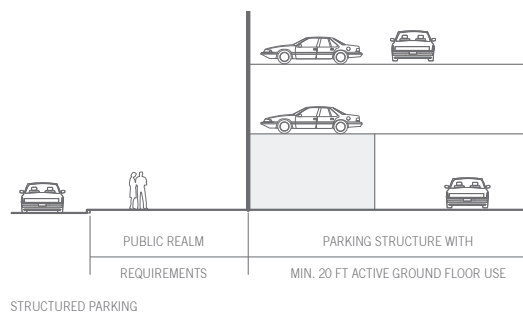 PUBLIC REALM
REQUIREMENTS
PARKING STRUCTURE WITH
MIN. 20 FT ACTIVE GROUND FLOOR USE
STRUCTURED PARKING